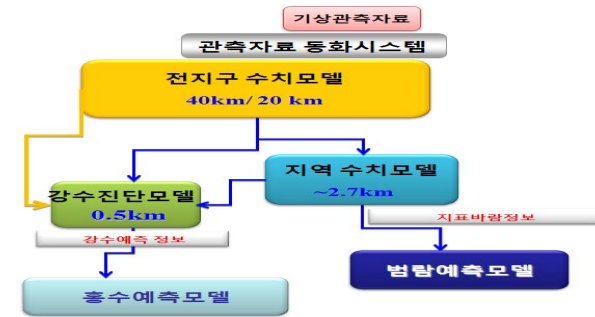 기상관측자료
관측자료 동화시스템
전지구 수치모델
40km/ 20 km
지역 수치모델
~2.7km
강수진단모델
0.5km
지표바람정보
강수예측 정보
범람예측모델
홍수예측모델